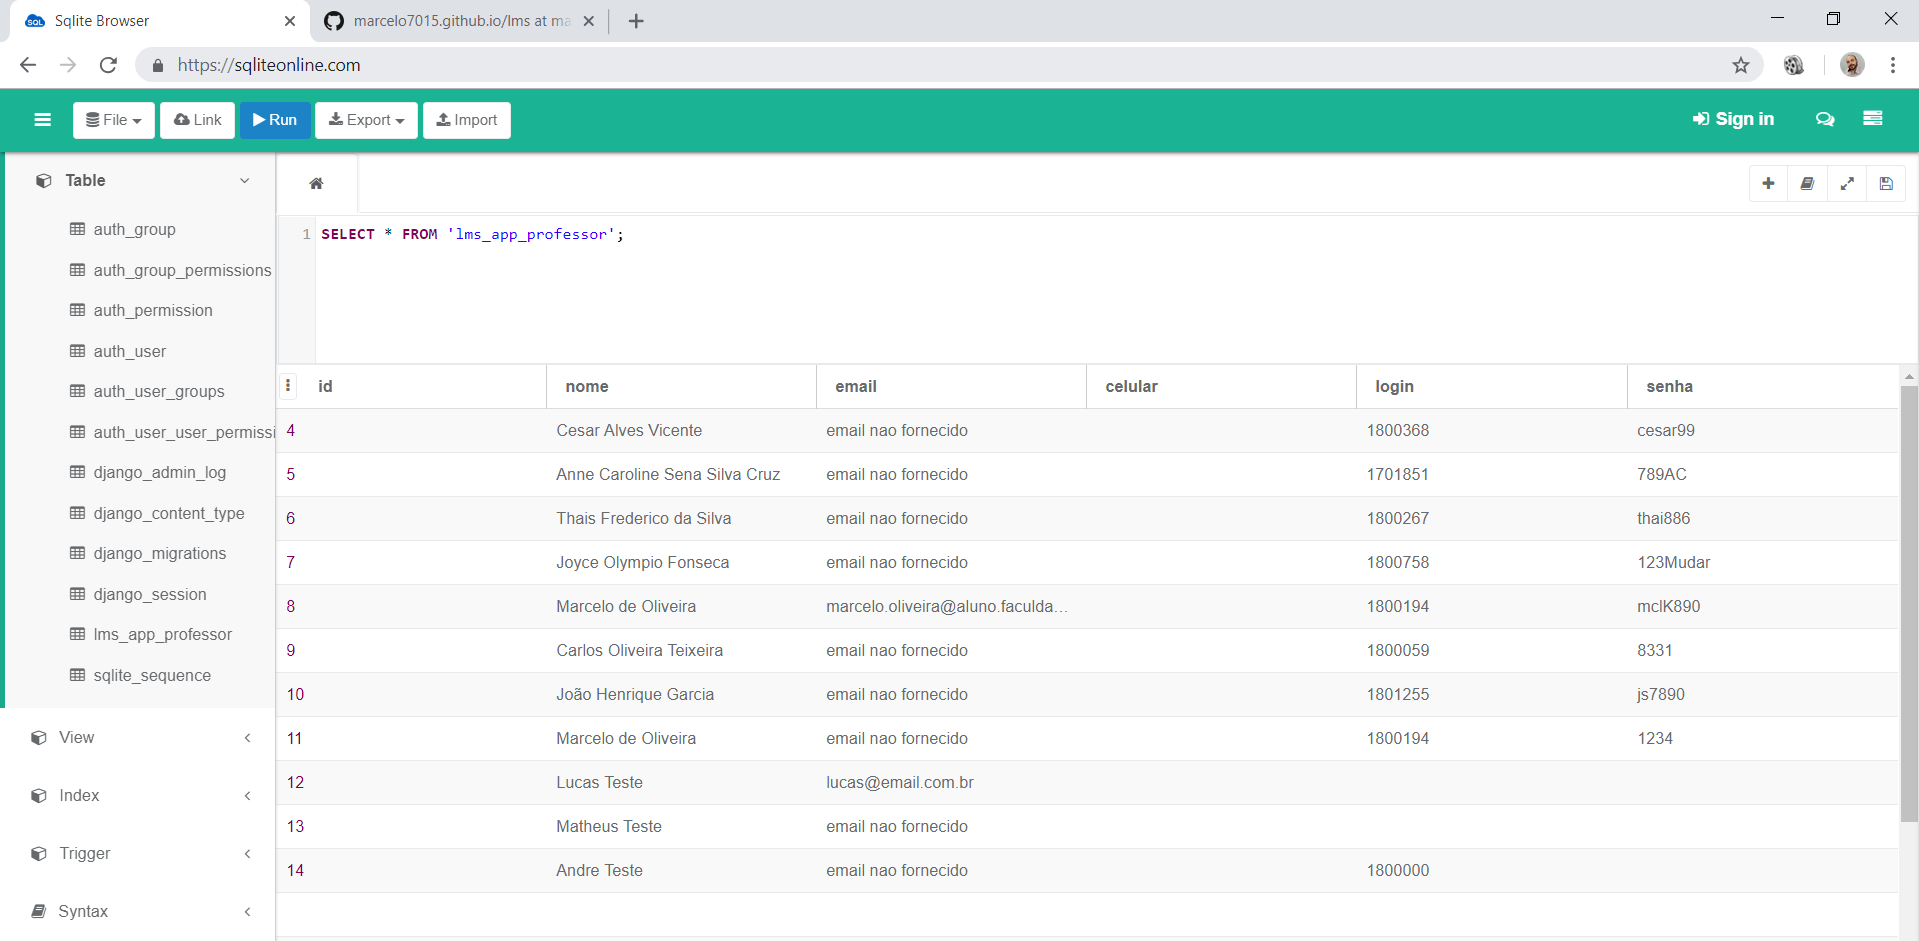 Sqlite Browser
marcelo7015.github.io/lms at ma
https://sqliteonline.com
File Link Run Export Import Sign in
Table
auth_group
auth_group_permissions
auth_permission
auth_user
auth_user_groups
auth_user_user_permissi
django_admin_log
django_content_type
django_migrations
django_session
lms_app_professor
sqlite_sequence
View
Index
Trigger
Syntax
1 SELECT * FROM 'lms_app_professor';
id nome email celular login senha
4 Cesar Alves Vicente email nao fornecido 1800368 cesar99
5 Anne Caroline Sena Silva Cruz email nao fornecido 1701851 789AC
6 Thais Frederico da Silva email nao fornecido 1800267 thai886
7 Joyce Olympio Fonseca email nao fornecido 1800758 123Mudar
8 Marcelo de Oliveira marcelo.oliveira@aluno.faculda... 1800194 mclK890
9 Carlos Oliveira Teixeira email nao fornecido 1800059 8331
10 João Henrique Garcia email nao fornecido 1801255 js7890
11 Marcelo de Oliveira email nao fornecido 1800194 1234
12 Lucas Teste lucas@email.com.br
13 Matheus Teste email nao fornecido
14 Andre Teste email nao fornecido 1800000